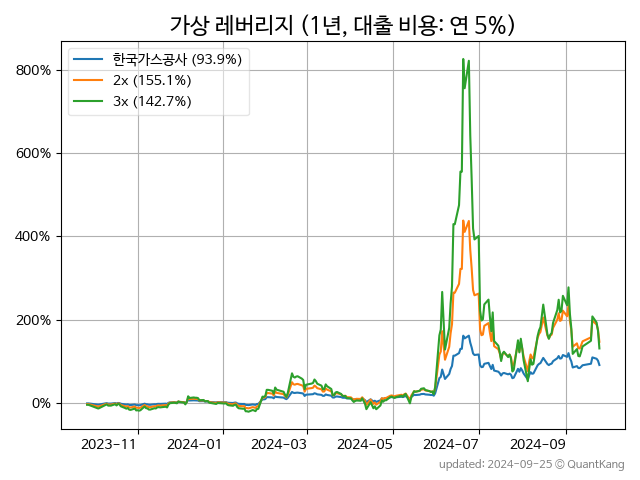 가상 레버리지 (1년, 대출 비용: 연 5%)
한국가스공사 (93.9%)
2x (155.1%)
3x (142.7%)
800%
600%
400%
200%
0%
2023-11 2024-01 2024-03 2024-05 2024-07 2024-09
updated: 2024-09-25 © QuantKang